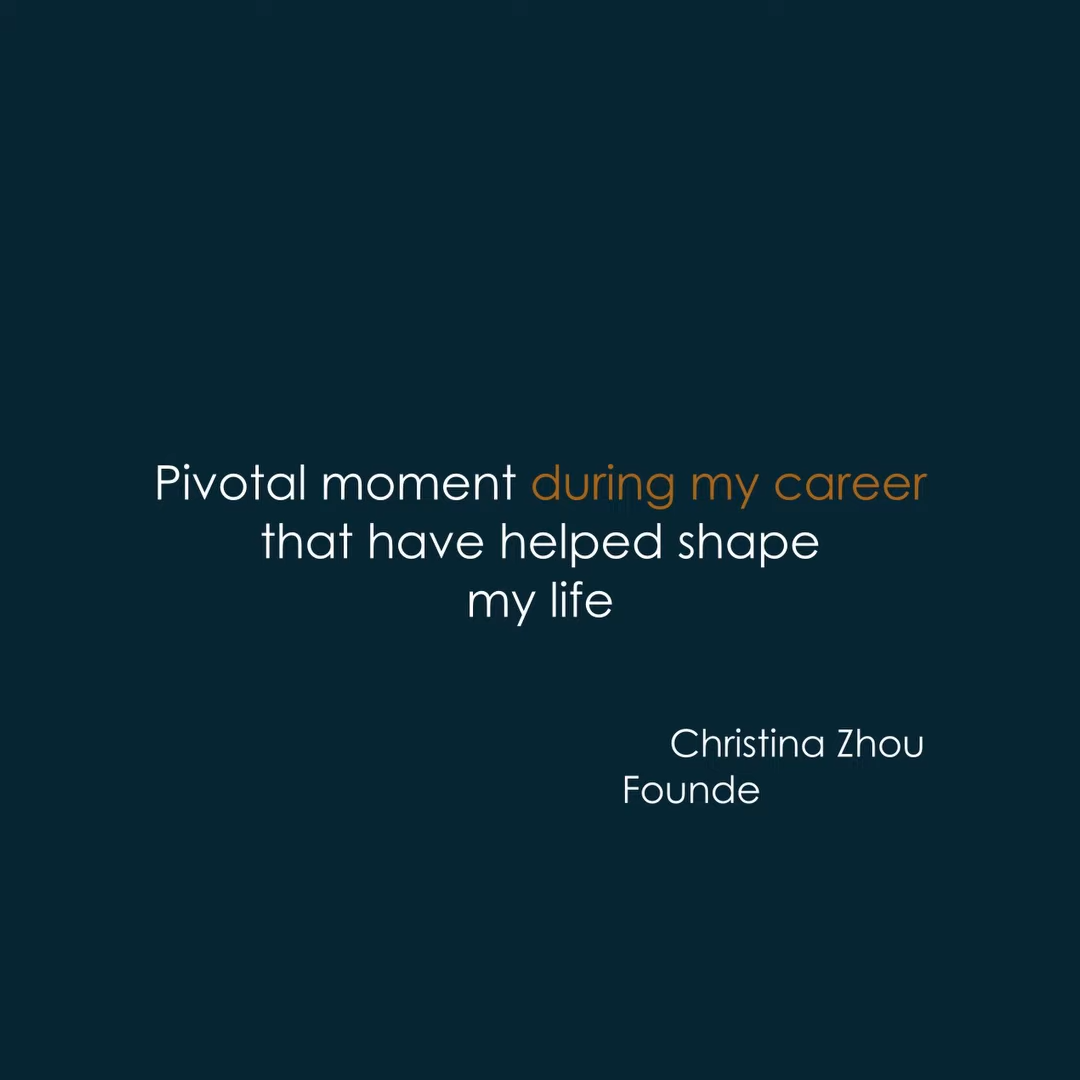 Pivotal moment during my career
that have helped shape
my life
Christina Zhou
Founde